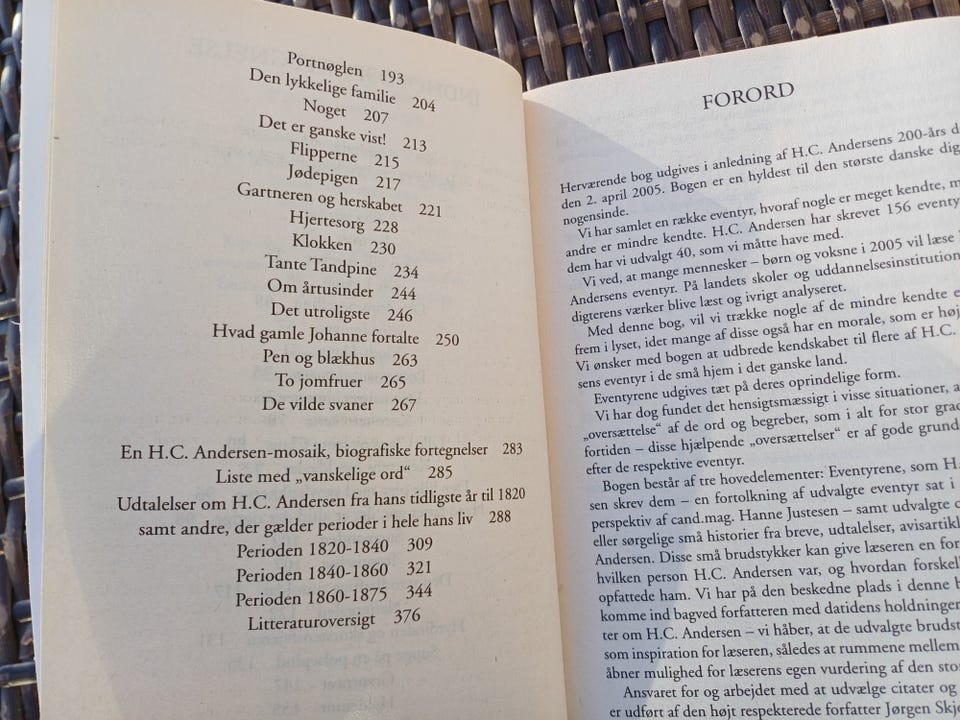 Portnøglen 193
Den lykkelige familie 204
Noget 207
Det er ganske vist! 213
Flipperne 215
Jødepigen 217
Gartneren og herskabet 221
Hjertesorg 228
Klokken 230
Tante Tandpine 234
Om årtusinder 244
Det utroligste 246
Hvad gamle Johanne fortalte 250
Pen og blækhus 263
To jomfruer 265
De vilde svaner 267
En H.C. Andersen-mosaik, biografiske fortegnelser 283
Liste med „vanskelige ord“ 285
Udtalelser om H.C. Andersen fra hans tidligste år til 1820
samt andre, der gælder perioder i hele hans liv 288
Perioden 1820-1840 309
Perioden 1840-1860 321
Perioden 1860-1875 344
Litteraturoversigt 376
FORORD
Herværende bog udgives i anledning af H.C. Andersens 200-års
den 2. april 2005. Bogen er en hyldest til den største danske
nogensinde.
Vi har samlet en række eventyr, hvoraf nogle er meget kendte,
andre er mindre kendte. H.C. Andersen har skrevet 156
dem har vi udvalgt 40, som vi måtte have med.
Vi ved, at mange mennesker – børn og voksne i 2005 vil læse
Andersens eventyr. På landets skoler og
digterens værker blive læst og ivrigt analyseret.
Med denne bog, vil vi trække nogle af de mindre kendte
frem i lyset, idet mange af disse også har en morale, som er
Vi ønsker med bogen at udbrede kendskabet til flere af H.C.
sens eventyr i de små hjem i det ganske land.
Eventyrene udgives tæt på deres oprindelige form.
Vi har dog fundet det hensigtsmæssigt i visse situationer,
„oversættelse“ af de ord og begreber, som i alt for stor
fortiden – disse hjælpende „oversættelser“ er af gode
efter de respektive eventyr.
Bogen består af tre hovedelementer: Eventyrene, som
sen skrev dem – en fortolkning af udvalgte eventyr sat i
perspektiv af cand.mag. Hanne Justesen – samt udvalgte
eller sørgelige små historier fra breve, udtalelser,
Andersen. Disse små brudstykker kan give læseren en
hvilken person H.C. Andersen var, og hvordan
opfattede ham. Vi har på den beskedne plads i denne
komme ind bagved forfatteren med datidens
ter om H.C. Andersen – vi håber, at de udvalgte
som inspiration for læseren, således at rummene mellem
åbner mulighed for læserens egen vurdering af den
Ansvaret for og arbejdet med at udvælge citater og
er udført af den højt respekterede forfatter Jørgen